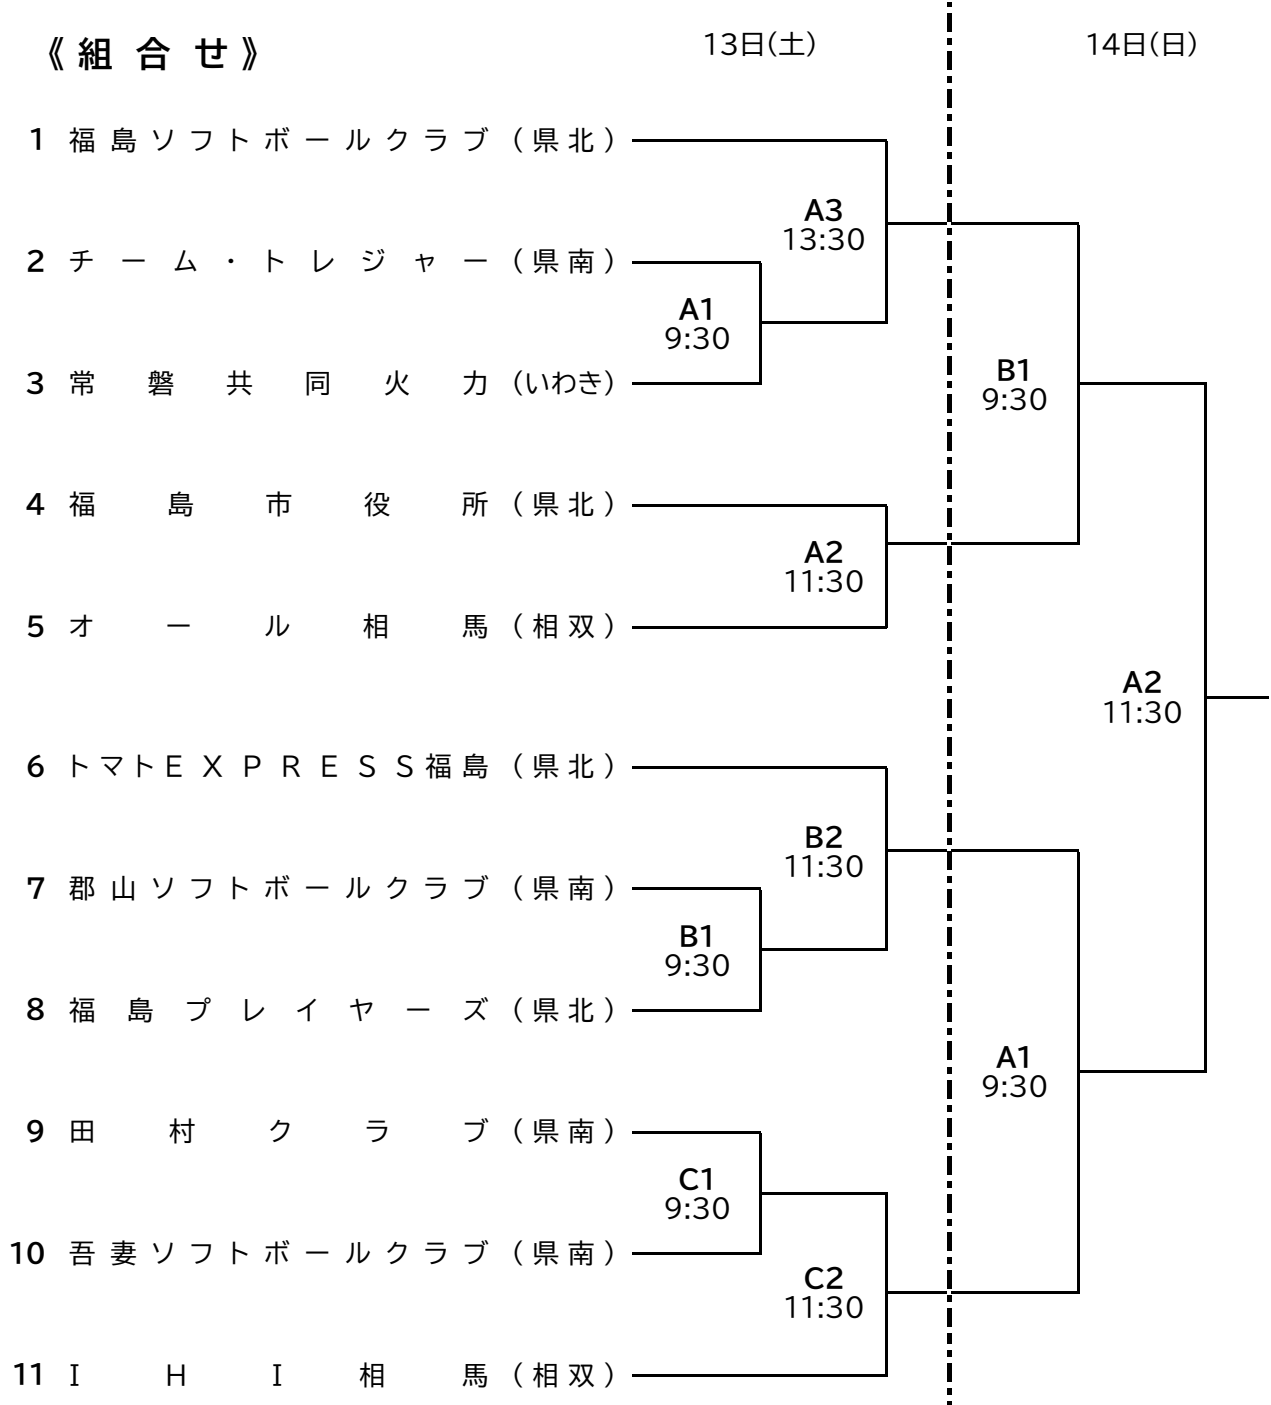 《組合せ》 13日(土) 14日(日)
1 福島ソフトボールクラブ(県北)
A3
13:30
2 チーム・トレジャー(県南)
A1
9:30
3 常磐共同火力(いわき)
B1
9:30
4 福島市役所(県北)
A2
11:30
5 オール相馬(相双)
A2
11:30
6 トマトEXPRESS福島(県北)
B2
11:30
7 郡山ソフトボールクラブ(県南)
B1
9:30
8 福島プレイヤーズ(県北)
A1
9:30
9 田村クラブ(県南)
C1
9:30
10 吾妻ソフトボールクラブ(県南)
C2
11:30
11 IHI相馬(相双)